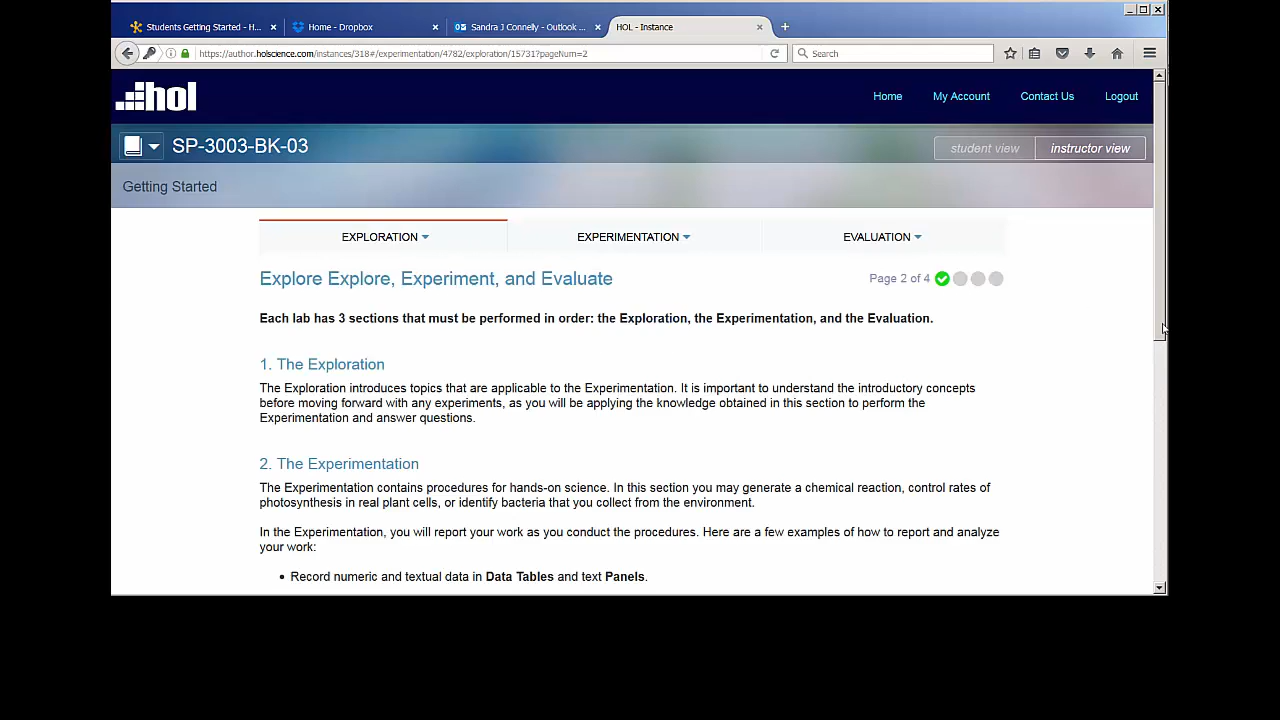 Students Getting Started - H...
Home - Dropbox
Sandra J Connelly - Outlook ...
HOL - Instance
https://author.holscience.com/instances/318#/experimentation/4782/exploration/15731?pageNum=2
Search
hol
Home
My Account
Contact Us
Logout
SP-3003-BK-03
student view
instructor view
Getting Started
EXPLORATION
EXPERIMENTATION
EVALUATION
Explore Explore, Experiment, and Evaluate
Page 2 of 4
Each lab has 3 sections that must be performed in order: the Exploration, the Experimentation, and the Evaluation.
1. The Exploration
The Exploration introduces topics that are applicable to the Experimentation. It is important to understand the introductory concepts
before moving forward with any experiments, as you will be applying the knowledge obtained in this section to perform the
Experimentation and answer questions.
2. The Experimentation
The Experimentation contains procedures for hands-on science. In this section you may generate a chemical reaction, control rates of
photosynthesis in real plant cells, or identify bacteria that you collect from the environment.
In the Experimentation, you will report your work as you conduct the procedures. Here are a few examples of how to report and analyze
your work:
• Record numeric and textual data in Data Tables and text Panels.